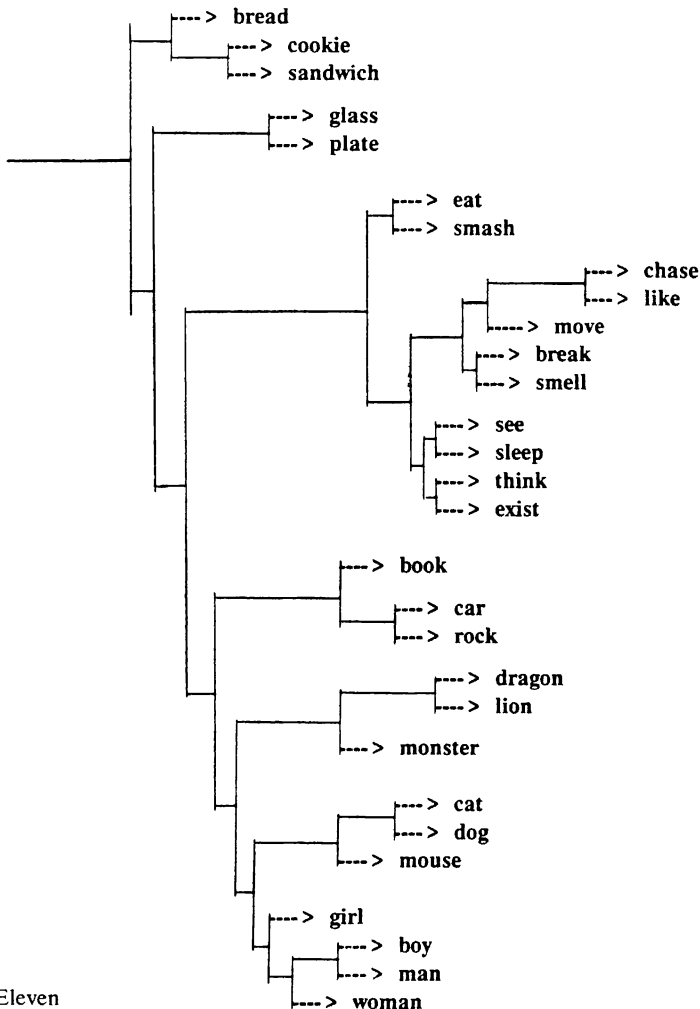 bread
cookie
sandwich
glass
plate
eat
smash
chase
like
move
break
smell
see
sleep
think
exist
book
car
rock
dragon
lion
monster
cat
dog
mouse
girl
boy
man
woman
Eleven